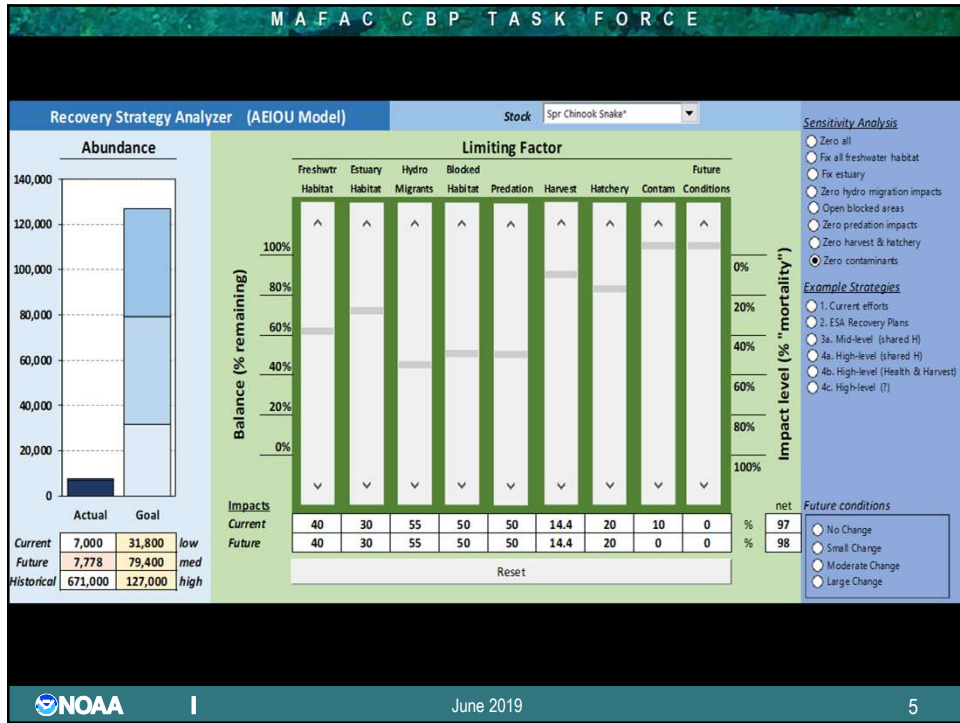 MAFAC CBP TASK FORCE
Recovery Strategy Analyzer (AEIOU Model)
Stock
Spr Chinook Snake*
Abundance
140,000
120,000
100,000
80,000
60,000
40,000
20,000
0
Actual Goal
Current 7,000 31,800 low
Future 7,778 79,400 med
Historical 671,000 127,000 high
Limiting Factor
Freshwtr Estuary Hydro Blocked Future
Habitat Habitat Migrants Habitat Predation Harvest Hatchery Contam Conditions
Balance (% remaining)
100%
80%
60%
40%
20%
0%
0%
20%
40%
60%
80%
100%
Impact level (% "mortality")
Impacts net
Current 40 30 55 50 50 14.4 20 10 0 % 97
Future 40 30 55 50 50 14.4 20 0 0 % 98
Reset
Sensitivity Analysis
Zero all
Fix all freshwater habitat
Fix estuary
Zero hydro migration impacts
Open blocked areas
Zero predation impacts
Zero harvest & hatchery
Zero contaminants
Example Strategies
1. Current efforts
2. ESA Recovery Plans
3a. Mid-level (shared H)
4a. High-level (shared H)
4b. High-level (Health & Harvest)
4c. High-level (?)
Future conditions
No Change
Small Change
Moderate Change
Large Change
NOAA
I
June 2019
5